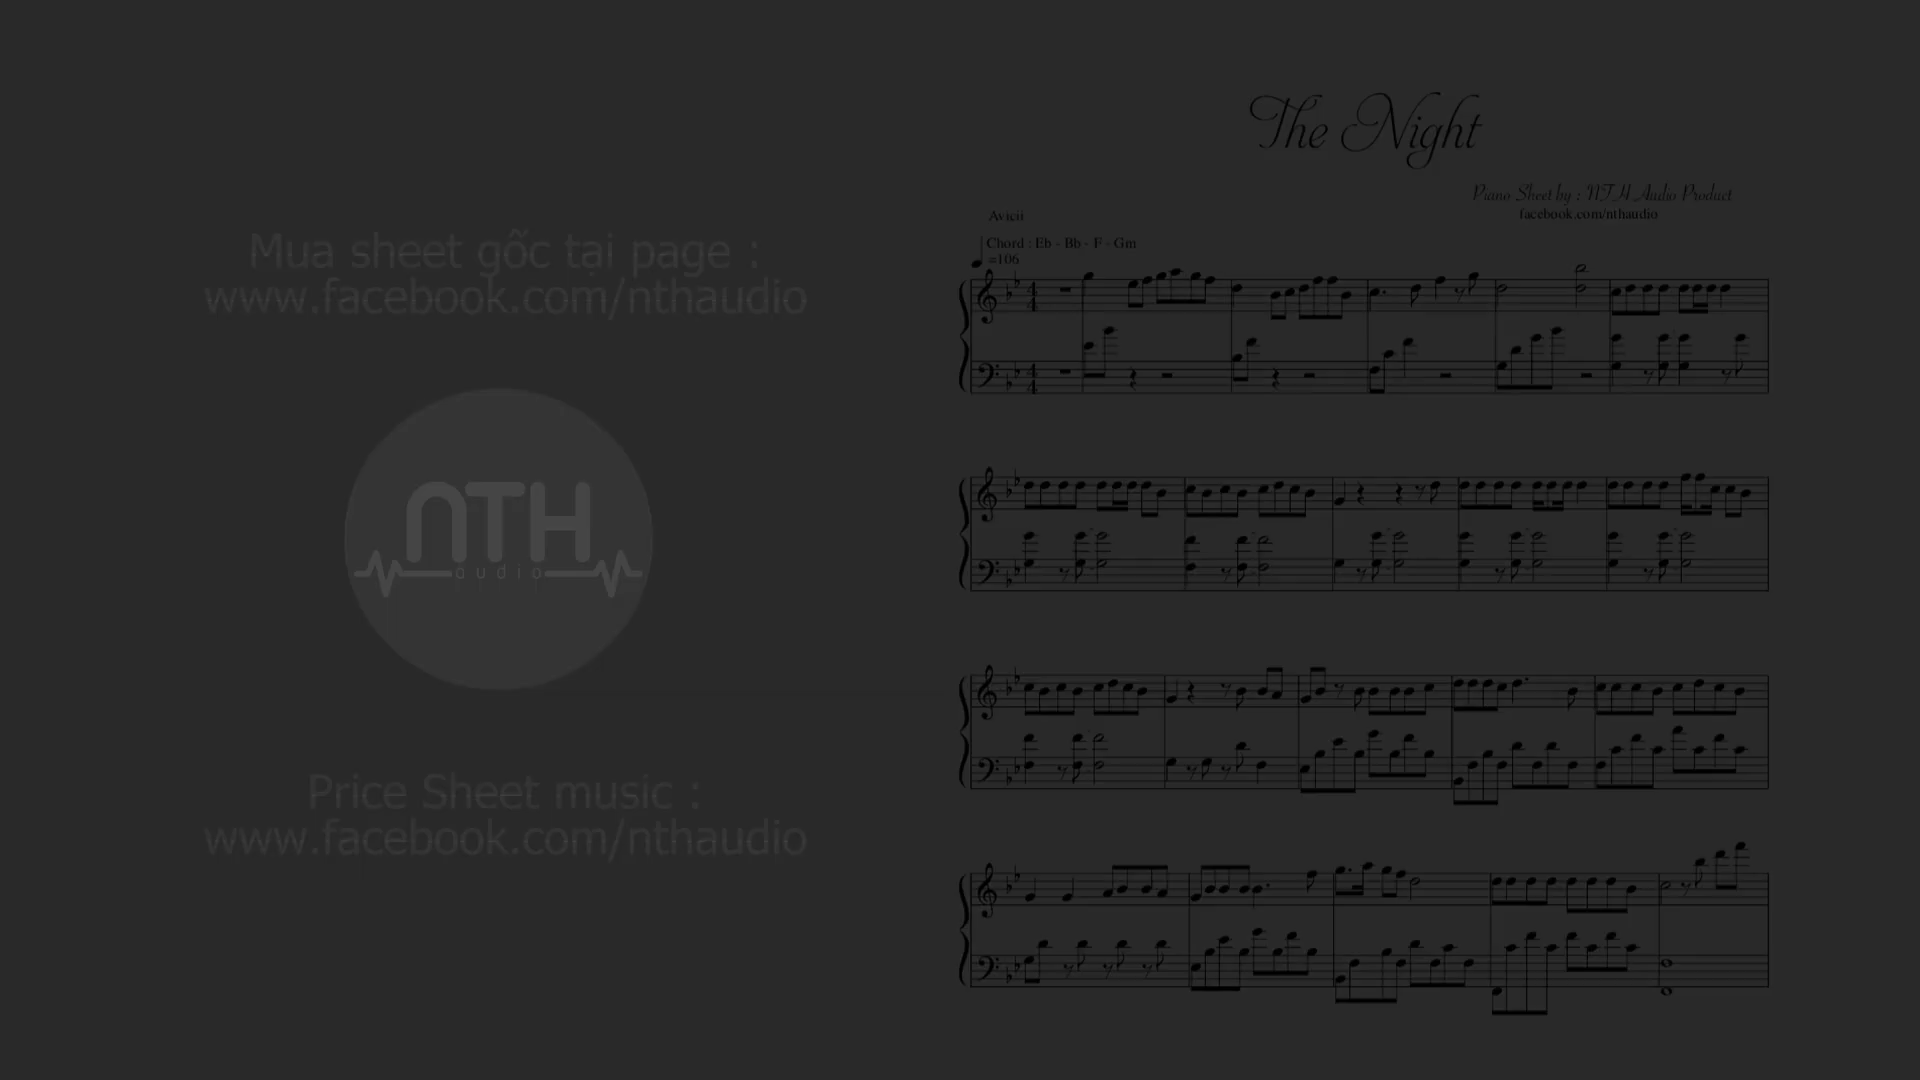 Mua sheet gốc tại page :
www.facebook.com/nthaudio
NTH
audio
Price Sheet music :
www.facebook.com/nthaudio
The Night
Piano Sheet by : NTH Audio Product
facebook.com/nthaudio
Avicii
Chord : Eb - Bb - F - Gm
=106